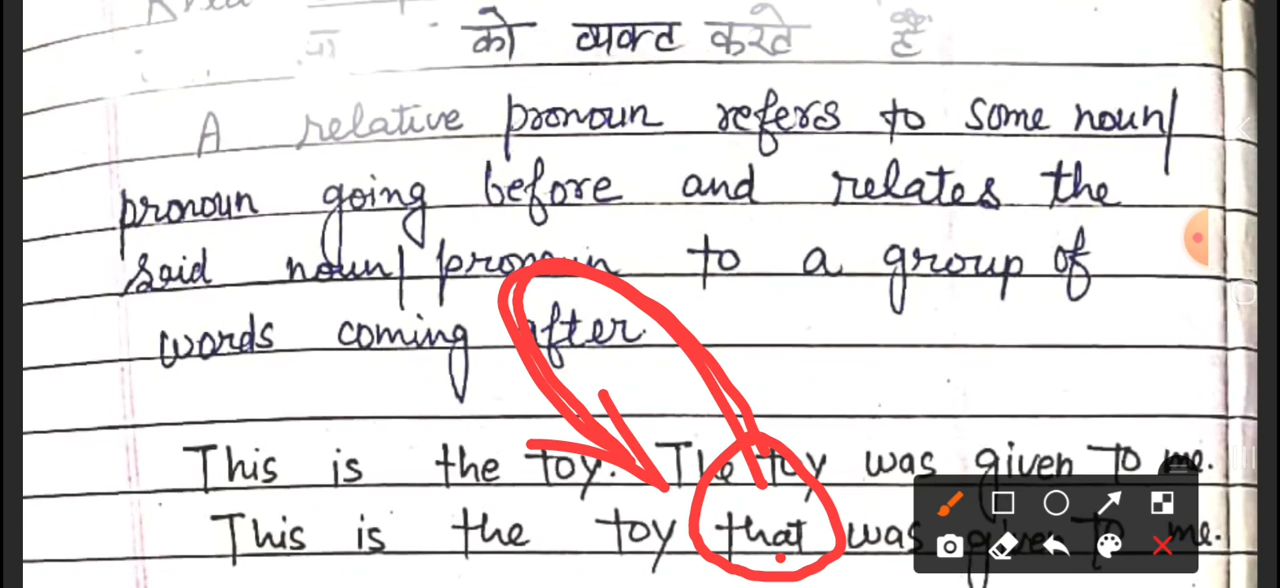 को व्यक्त करते हैं
A relative pronoun refers to some noun/
pronoun going before and relates the
said noun/pronoun to a group of
words coming after.
This is the toy. The toy was given to me.
This is the toy that was given to me.